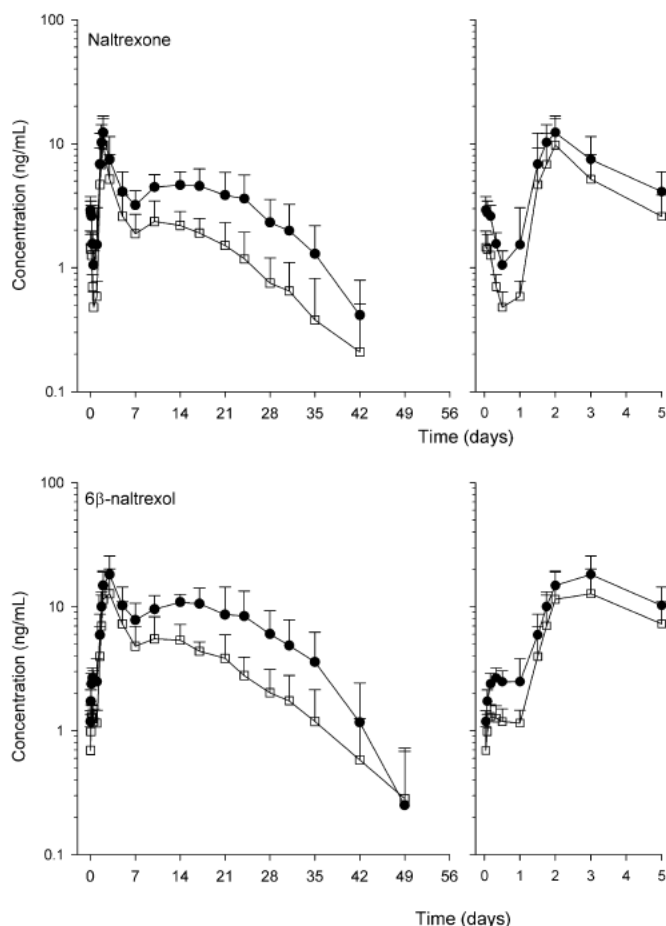 Naltrexone
Concentration (ng/mL)
100
10
1
0.1
0 7 14 21 28 35 42 49 56
0 1 2 3 4 5
Time (days)
6β-naltrexol
Concentration (ng/mL)
100
10
1
0.1
0 7 14 21 28 35 42 49 56
0 1 2 3 4 5
Time (days)